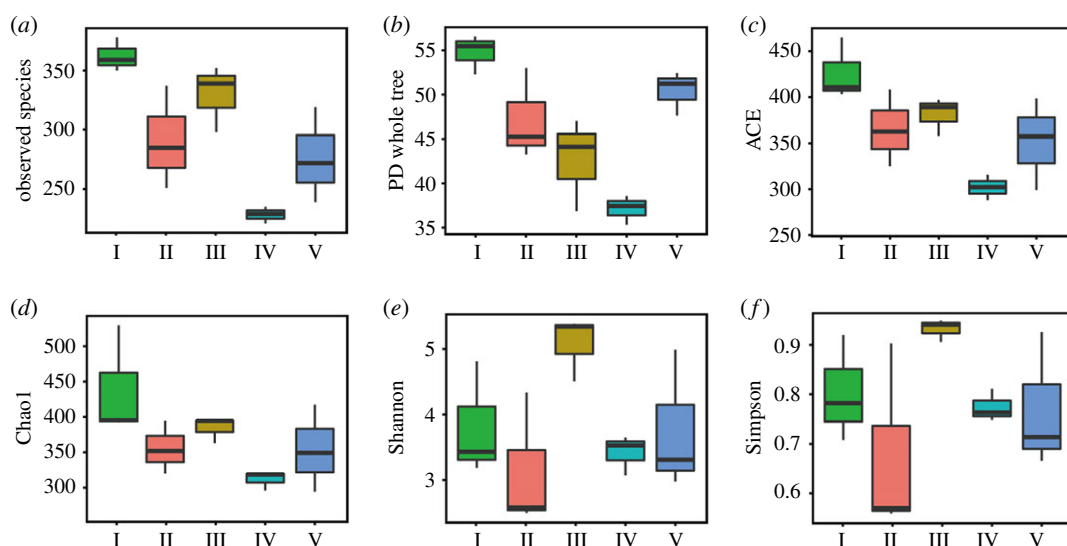 (a)
observed species
350
300
250
I II III IV V
(b)
PD whole tree
55
50
45
40
35
I II III IV V
(c)
ACE
450
400
350
300
250
I II III IV V
(d)
Chao1
500
450
400
350
300
I II III IV V
(e)
Shannon
5
4
3
I II III IV V
(f)
Simpson
0.9
0.8
0.7
0.6
I II III IV V